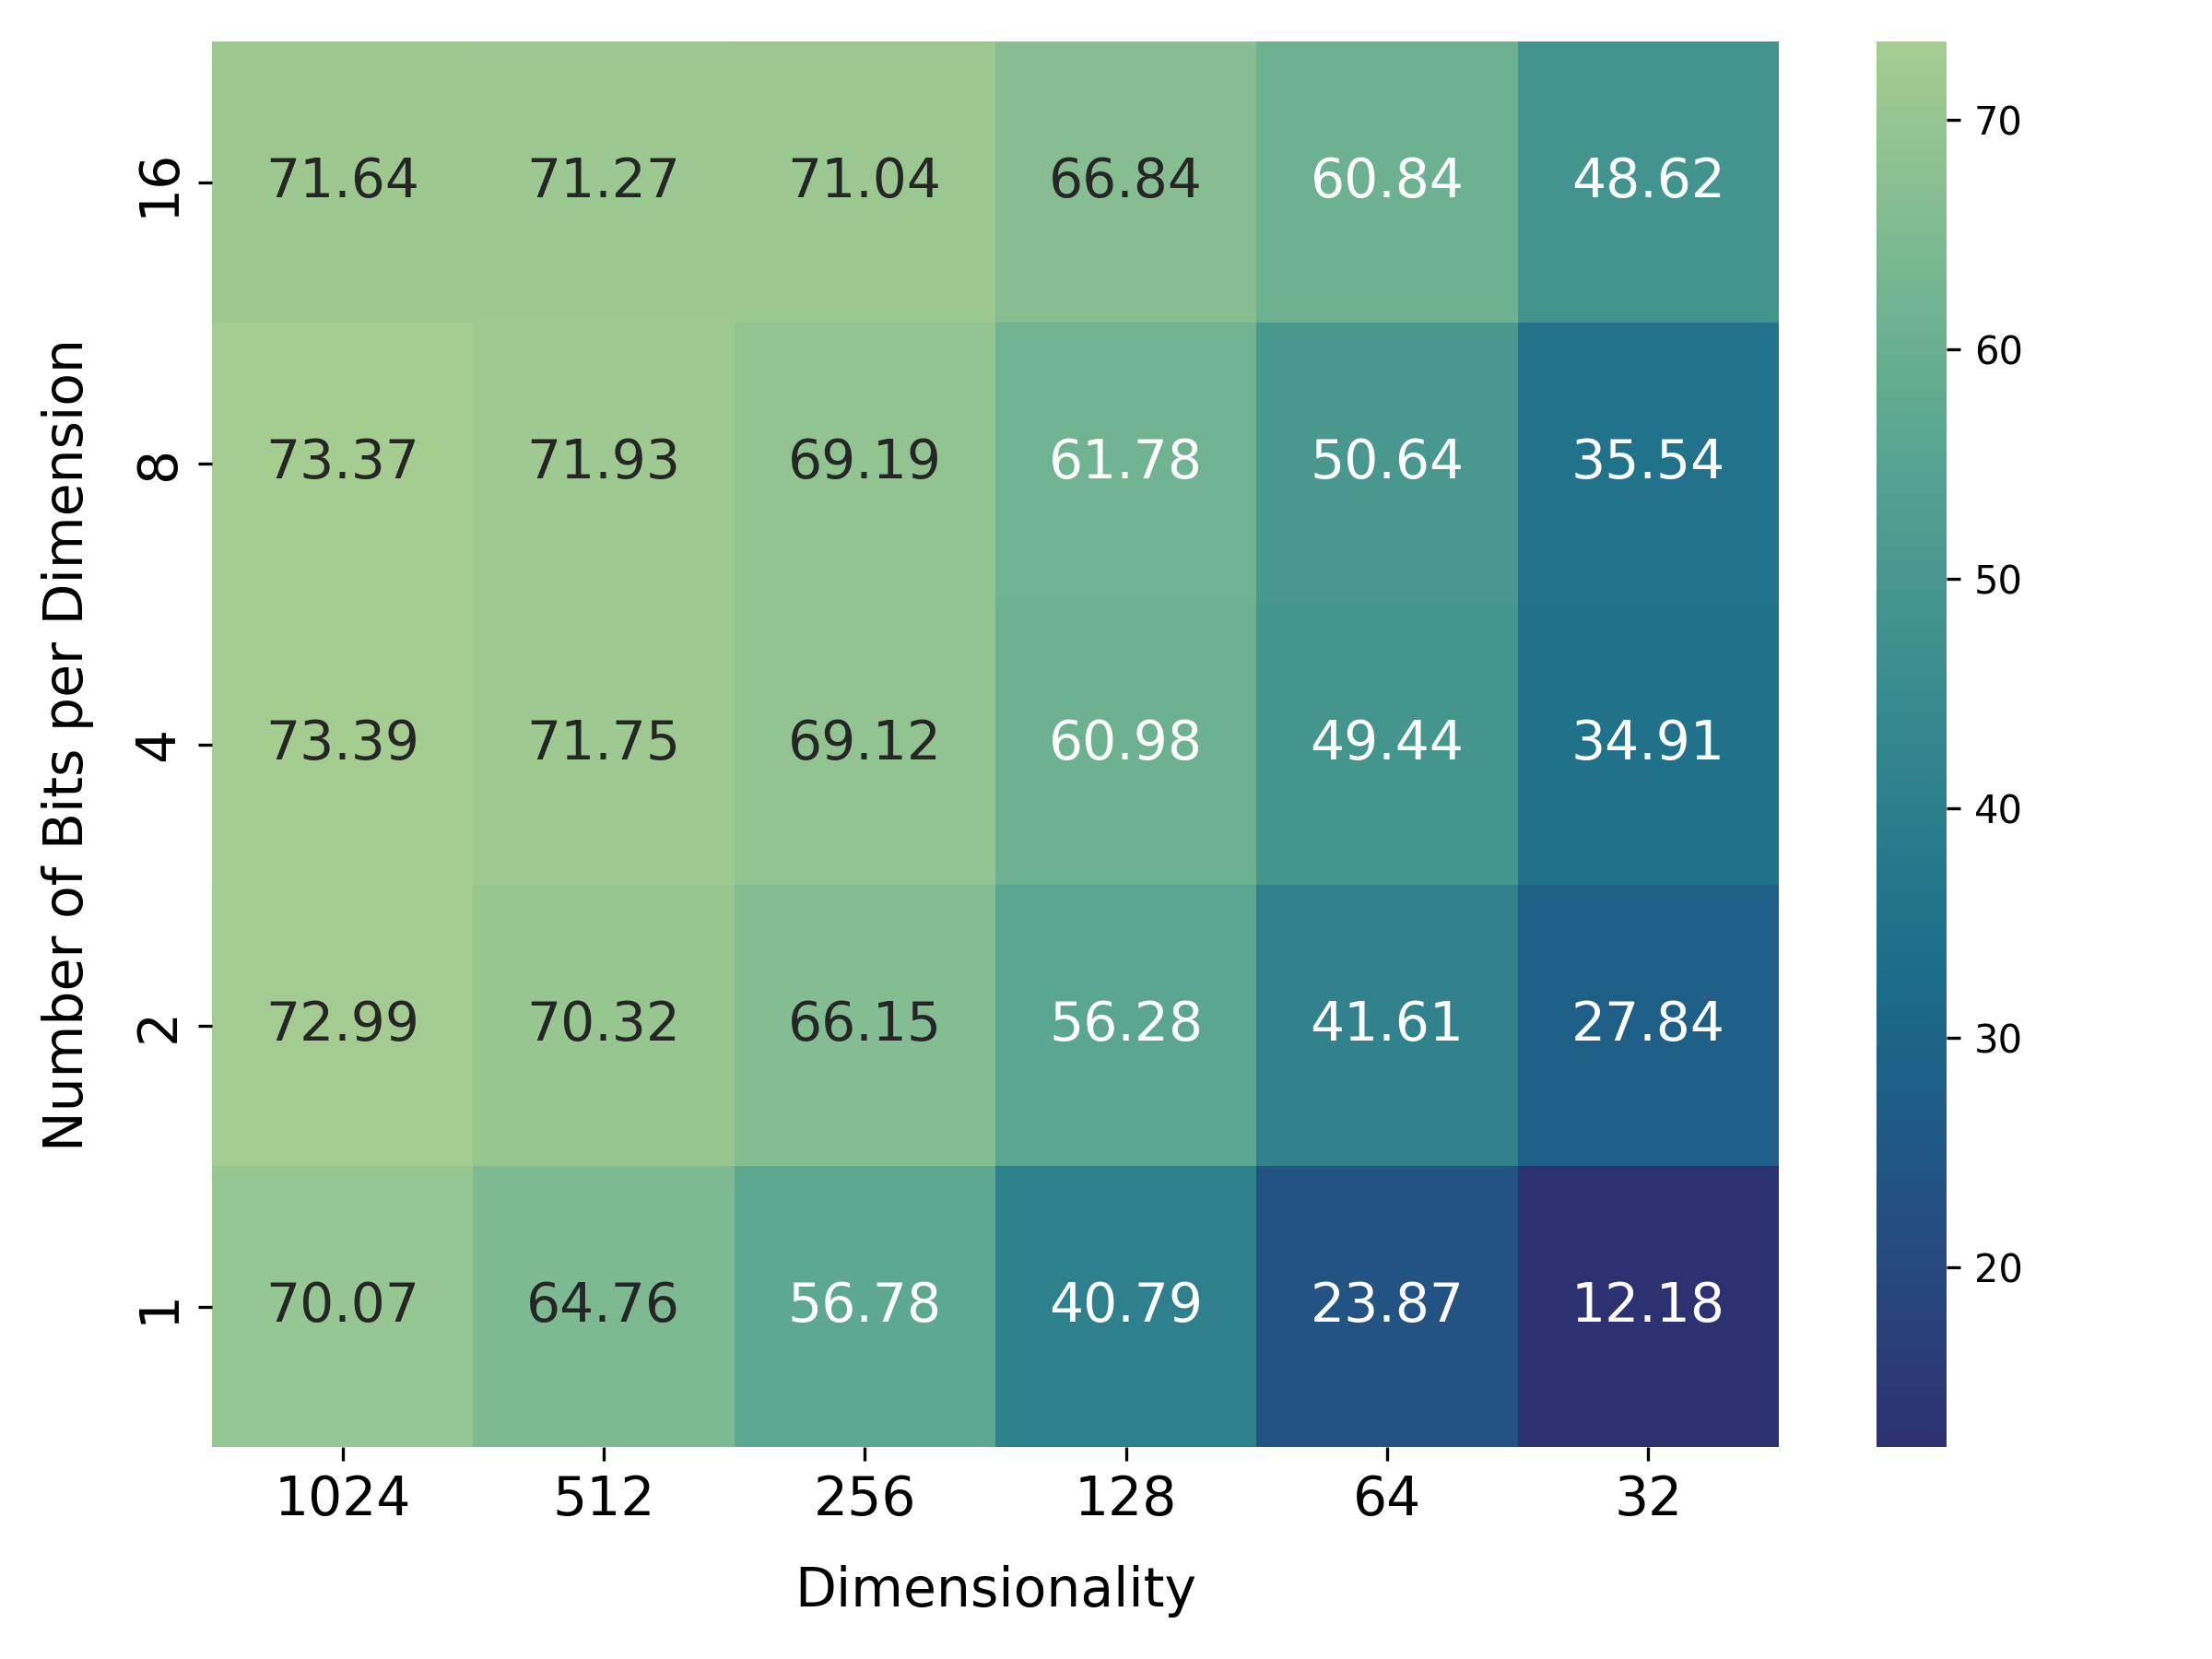 Number of Bits per Dimension
16 71.64 71.27 71.04 66.84 60.84 48.62
8 73.37 71.93 69.19 61.78 50.64 35.54
4 73.39 71.75 69.12 60.98 49.44 34.91
2 72.99 70.32 66.15 56.28 41.61 27.84
1 70.07 64.76 56.78 40.79 23.87 12.18
1024 512 256 128 64 32
Dimensionality
70
60
50
40
30
20